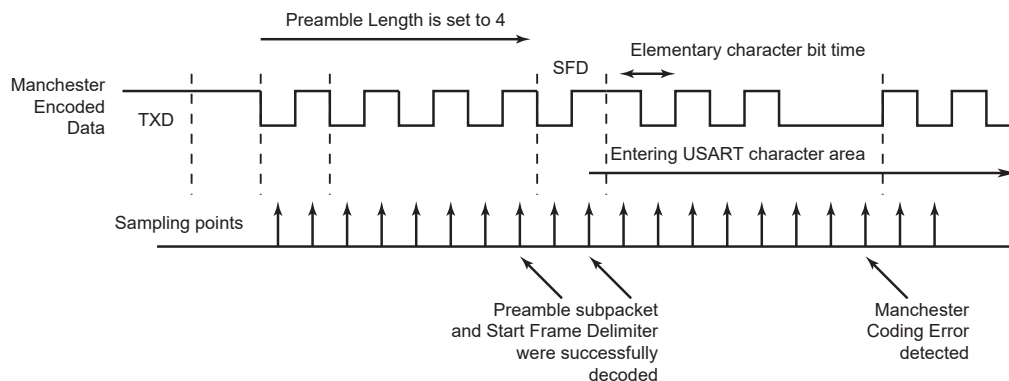 Preamble Length is set to 4
Elementary character bit time
SFD
Manchester
Encoded
Data
TXD
Entering USART character area
Sampling points
Preamble subpacket
and Start Frame Delimiter
were successfully
decoded
Manchester
Coding Error
detected